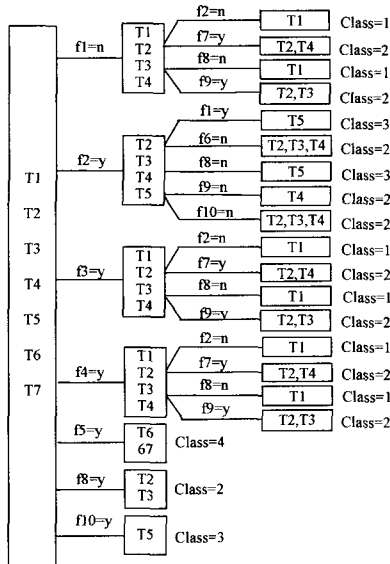 f2=n T1 Class=1
f1=n T1 f7=y T2,T4 Class=2
T2
T3 f8=n T1 Class=1
T4 f9=y T2,T3 Class=2
f1=y T5 Class=3
f2=y T2 f6=n T2,T3,T4 Class=2
T3
T4 f8=n T5 Class=3
T5 f9=n T4 Class=2
f10=n T2,T3,T4 Class=2
T1
T2
T3
T4
T5
T6
T7
f2=n T1 Class=1
f3=y T1 f7=y T2,T4 Class=2
T2
T3 f8=n T1 Class=1
T4 f9=y T2,T3 Class=2
f2=n T1 Class=1
f4=y T1 f7=y T2,T4 Class=2
T2
T3 f8=n T1 Class=1
T4 f9=y T2,T3 Class=2
f5=y T6 Class=4
67
f8=y T2 Class=2
T3
f10=y T5 Class=3